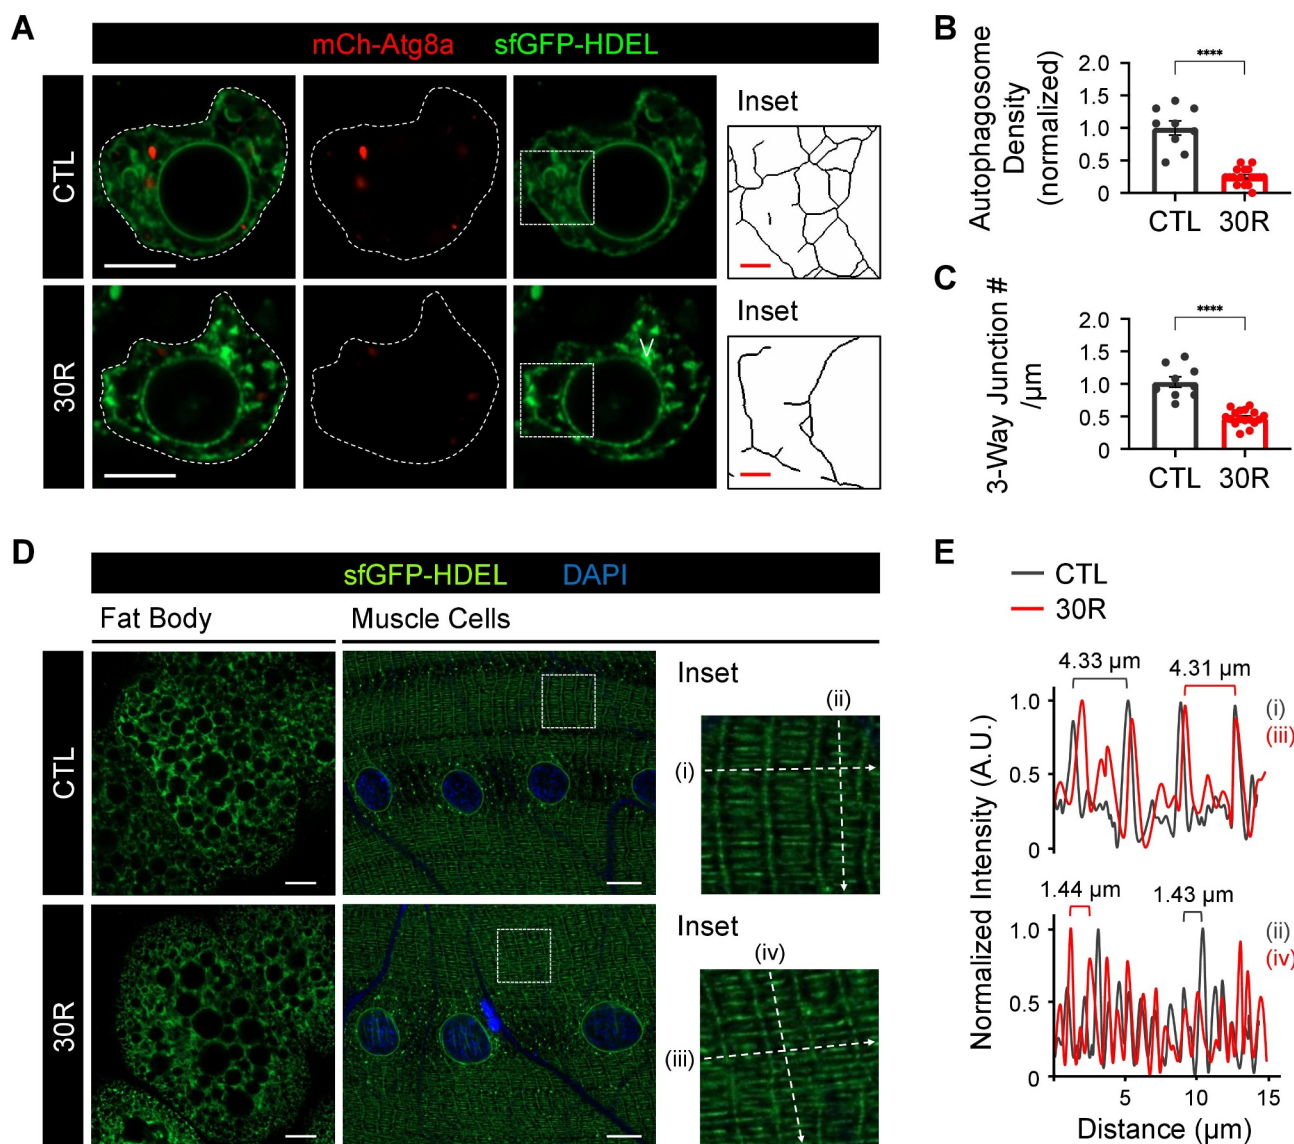 A
mCh-Atg8a sfGFP-HDEL
CTL
30R
Inset
Inset
B
Autophagosome
Density
(normalized)
2.0
1.5
1.0
0.5
0
****
CTL 30R
C
3-Way Junction #
/µm
2.0
1.5
1.0
0.5
0
****
CTL 30R
D
sfGFP-HDEL DAPI
Fat Body Muscle Cells
CTL
30R
Inset
(ii)
(i)
Inset
(iv)
(iii)
E
CTL
30R
4.33 µm 4.31 µm
(i)
(iii)
1.0
0.5
0
Normalized Intensity (A.U.)
1.44 µm 1.43 µm
(ii)
(iv)
1.0
0.5
0
5 10 15
Distance (µm)